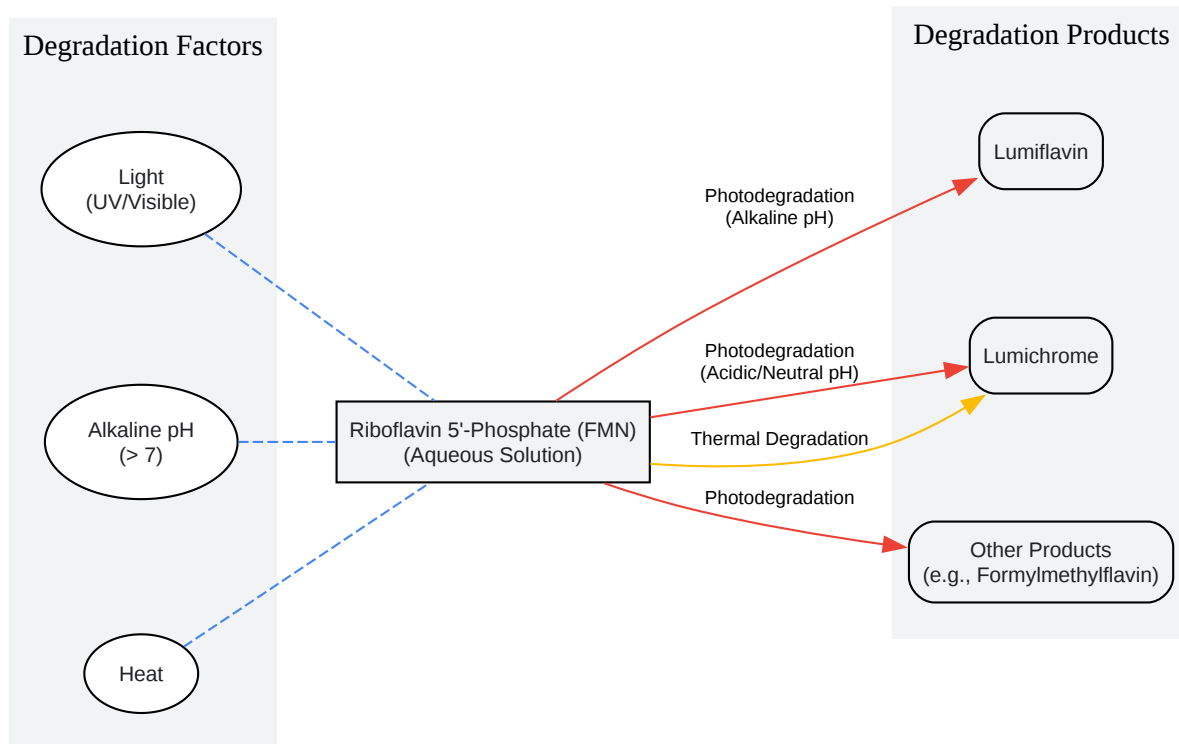 Degradation Factors
Light
(UV/Visible)
Alkaline pH
(> 7)
Heat
Riboflavin 5'-Phosphate (FMN)
(Aqueous Solution)
Photodegradation
(Alkaline pH)
Photodegradation
(Acidic/Neutral pH)
Thermal Degradation
Photodegradation
Degradation Products
Lumiflavin
Lumichrome
Other Products
(e.g., Formylmethylflavin)